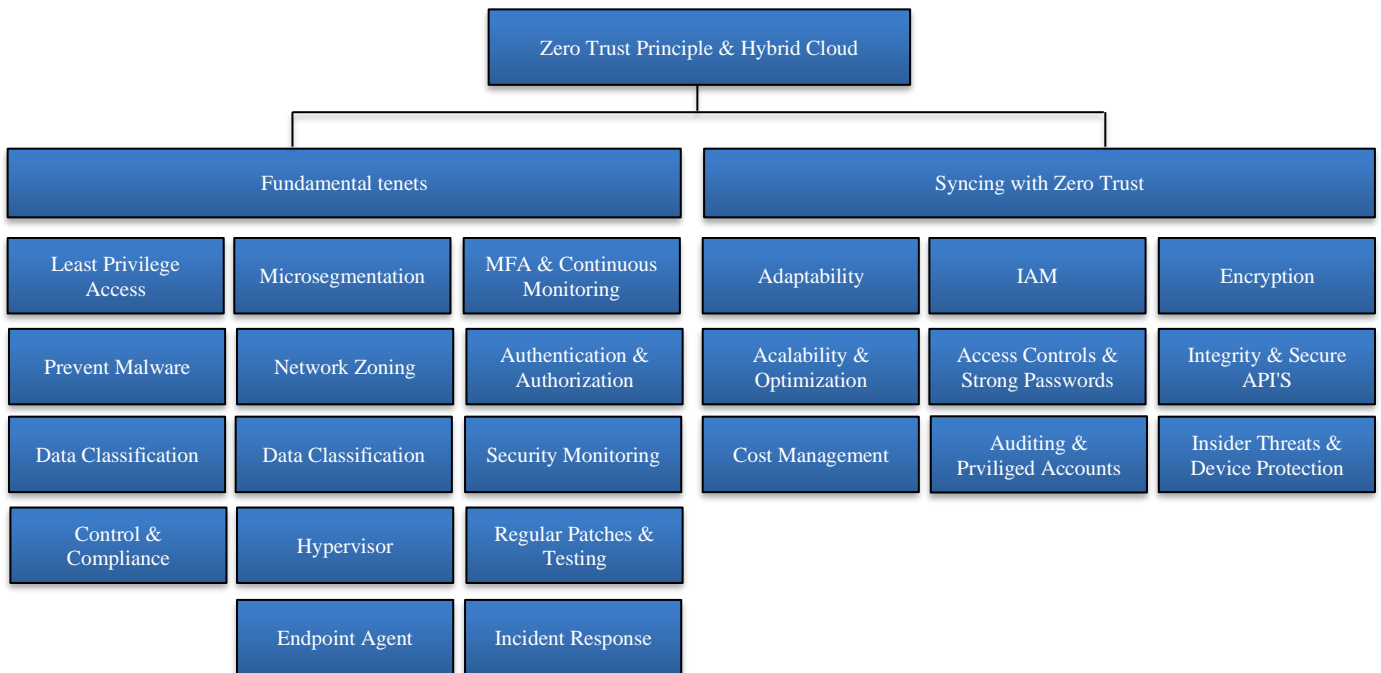 Zero Trust Principle & Hybrid Cloud
Fundamental tenets
Syncing with Zero Trust
Least Privilege
Access
Microsegmentation
MFA & Continuous
Monitoring
Adaptability
IAM
Encryption
Prevent Malware
Network Zoning
Authentication &
Authorization
Acalability &
Optimization
Access Controls &
Strong Passwords
Integrity & Secure
API'S
Data Classification
Data Classification
Security Monitoring
Cost Management
Auditing &
Prviliged Accounts
Insider Threats &
Device Protection
Control &
Compliance
Hypervisor
Regular Patches &
Testing
Endpoint Agent
Incident Response